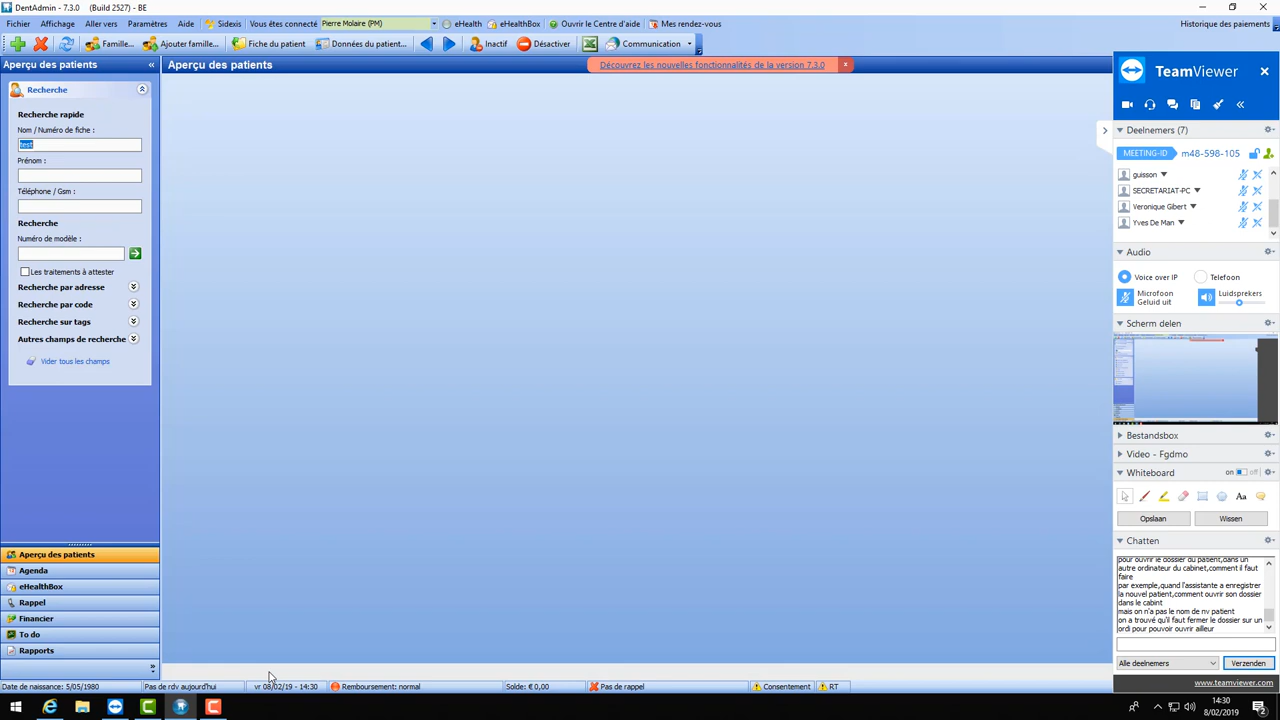 DentAdmin - 7.3.0 (Build 2527) - BE
Fichier Affichage Aller vers Paramètres Aide Sidexis Vous êtes connecté Pierre Molaire (PM) eHealth eHealthBox Ouvrir le Centre d'aide Mes rendez-vous Historique des paiements
Famille... Ajouter famille... Fiche du patient Données du patient... Inactif Désactiver Communication
Aperçu des patients «
Aperçu des patients
Découvrez les nouvelles fonctionnalités de la version 7.3.0 x
Recherche
Recherche rapide
Nom / Numéro de fiche :
test
Prénom :
Téléphone / Gsm :
Recherche
Numéro de modèle :
Les traitements à attester
Recherche par adresse
Recherche par code
Recherche sur tags
Autres champs de recherche
Vider tous les champs
Aperçu des patients
Agenda
eHealthBox
Rappel
Financier
To do
Rapports
»
Date de naissance: 5/05/1980 Pas de rdv aujourd'hui vr 08/02/19 - 14:30 Remboursement: normal Solde: € 0,00 Pas de rappel Consentement RT
TeamViewer
Deelnemers (7)
MEETING-ID m48-598-105
guisson
SECRETARIAT-PC
Veronique Gibert
Yves De Man
Audio
Voice over IP Telefoon
Microfoon
Geluid uit
Luidsprekers
Scherm delen
Bestandsbox
Video - Fgdmo
Whiteboard on off
Aa
Opslaan Wissen
Chatten
pour ouvrir le dossier du patient,dans un
autre ordinateur du cabinet,comment il faut
faire
par exemple,quand l'assistante a enregistrer
la nouvel patient,comment ouvrir son dossier
dans le cabint
mais on n'a pas le nom de nv patient
on a trouvé qu'il faut fermer le dossier sur un
ordi pour pouvoir ouvrir ailleur
Alle deelnemers Verzenden
www.teamviewer.com
14:30
8/02/2019
2